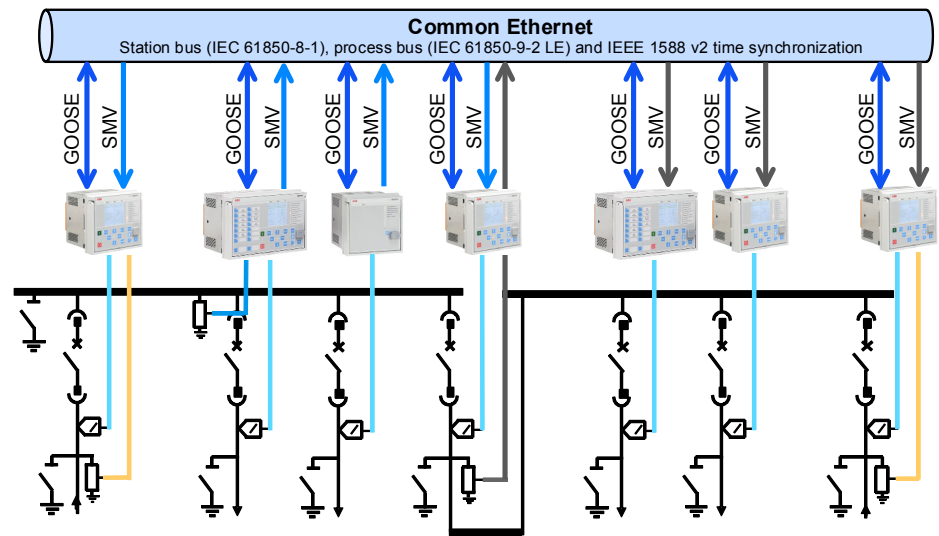 Common Ethernet
Station bus (IEC 61850-8-1), process bus (IEC 61850-9-2 LE) and IEEE 1588 v2 time synchronization
GOOSE
SMV
GOOSE
SMV
GOOSE
SMV
GOOSE
SMV
GOOSE
SMV
GOOSE
SMV
GOOSE
SMV